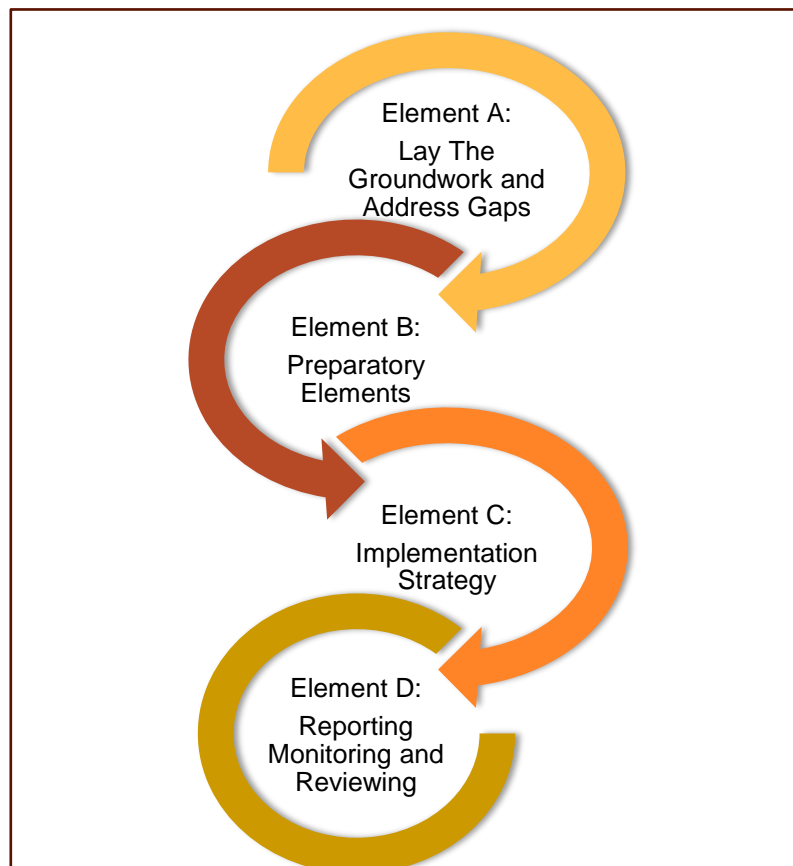 Element A:
Lay The
Groundwork and
Address Gaps
Element B:
Preparatory
Elements
Element C:
Implementation
Strategy
Element D:
Reporting
Monitoring and
Reviewing